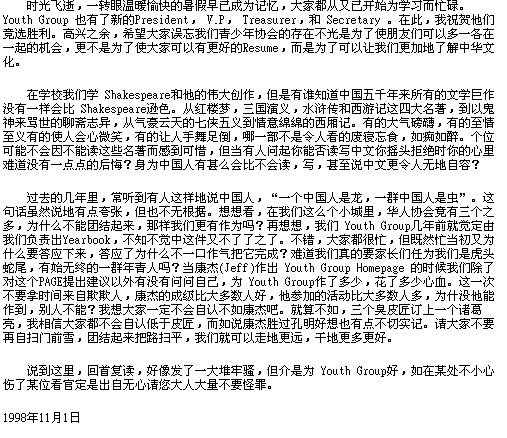 时光飞逝，一转眼温暖愉快的暑假早已成为记忆，大家都从又已开始为学习而忙碌。
Youth Group 也有了新的President, V.P, Treasurer,和 Secretary 。在此，我祝贺他们
竞选胜利。高兴之余，希望大家误忘我们青少年协会的存在不光是为了使朋友们可以多一各在
一起的机会，更不是为了使大家可以有更好的Resume，而是为了可以让我们更加地了解中华文
化。
在学校我们学 Shakespeare和他的伟大创作，但是有谁知道中国五千年来所有的文学巨作
没有一样会比 Shakespeare逊色。从红楼梦，三国演义，水浒传和西游记这四大名著，到以鬼
神来骂世的聊斋志异，从气豪云天的七侠五义到情意绵绵的西厢记。有的大气磅礴，有的至情
至义有的使人会心微笑，有的让人手舞足倒，哪一部不是令人看的废寝忘食，如痴如醉。个位
可能不会因不能读这些名著而感到可惜，但当有人问起你能否读写中文你摇头拒绝时你的心里
难道没有一点点的后悔？身为中国人有甚么会比不会读，写，甚至说中文更令人无地自容？
过去的几年里，常听到有人这样地说中国人，“一个中国人是龙，一群中国人是虫”。这
句话虽然说地有点夸张，但也不无根据。想想看，在我们这么个小城里，华人协会竟有三个之
多，为什么不能团结起来，那样我们更有作为吗？再想想，我们 Youth Group几年前就觉定由
我们负责出Yearbook，不知不觉中这件又不了了之了。不错，大家都很忙，但既然忙当初又为
什么要答应下来，答应了为什么不一口作气把它完成？难道我们真的要家长们任为我们是虎头
蛇尾，有始无终的一群年青人吗？当康杰(Jeff)作出 Youth Group Homepage 的时候我们除了
对这个PAGE提出建议以外有没有问问自己，为 Youth Group作了多少，花了多少心血。这一次
不要拿时间来自欺欺人，康杰的成级比大多数人好，他参加的活动比大多数人多，为什没他能
作到，别人不能？我想大家一定不会自认不如康杰吧。就算不如，三个臭皮匠订上一个诸葛
亮，我相信大家都不会自认低于皮匠，而如说康杰胜过孔明好想也有点不切实记。请大家不要
再自扫门前雪，团结起来把路扫平，我们就可以走地更远，干地更多更好。
说到这里，回首复读，好像发了一大堆牢骚，但介是为 Youth Group好，如在某处不小心
伤了某位看官定是出自无心请您大人大量不要怪罪。
1998年11月1日